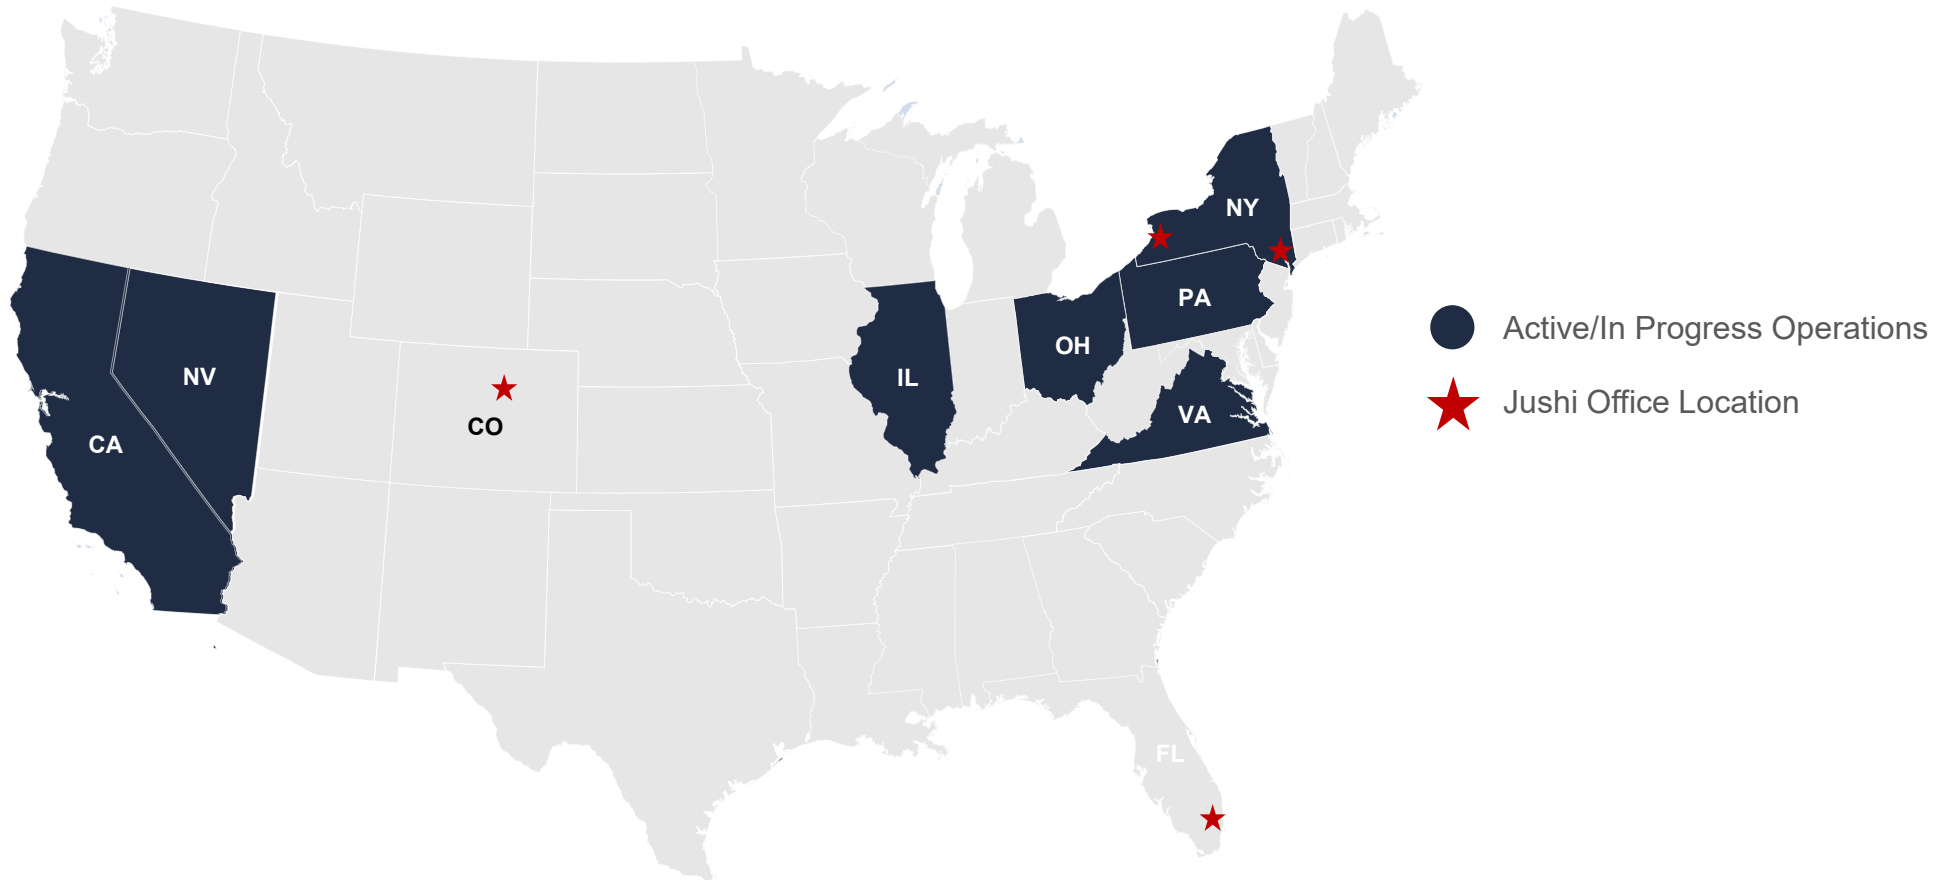 NY
PA
OH
NV
IL
VA
CO
CA
FL
Active/In Progress Operations
Jushi Office Location